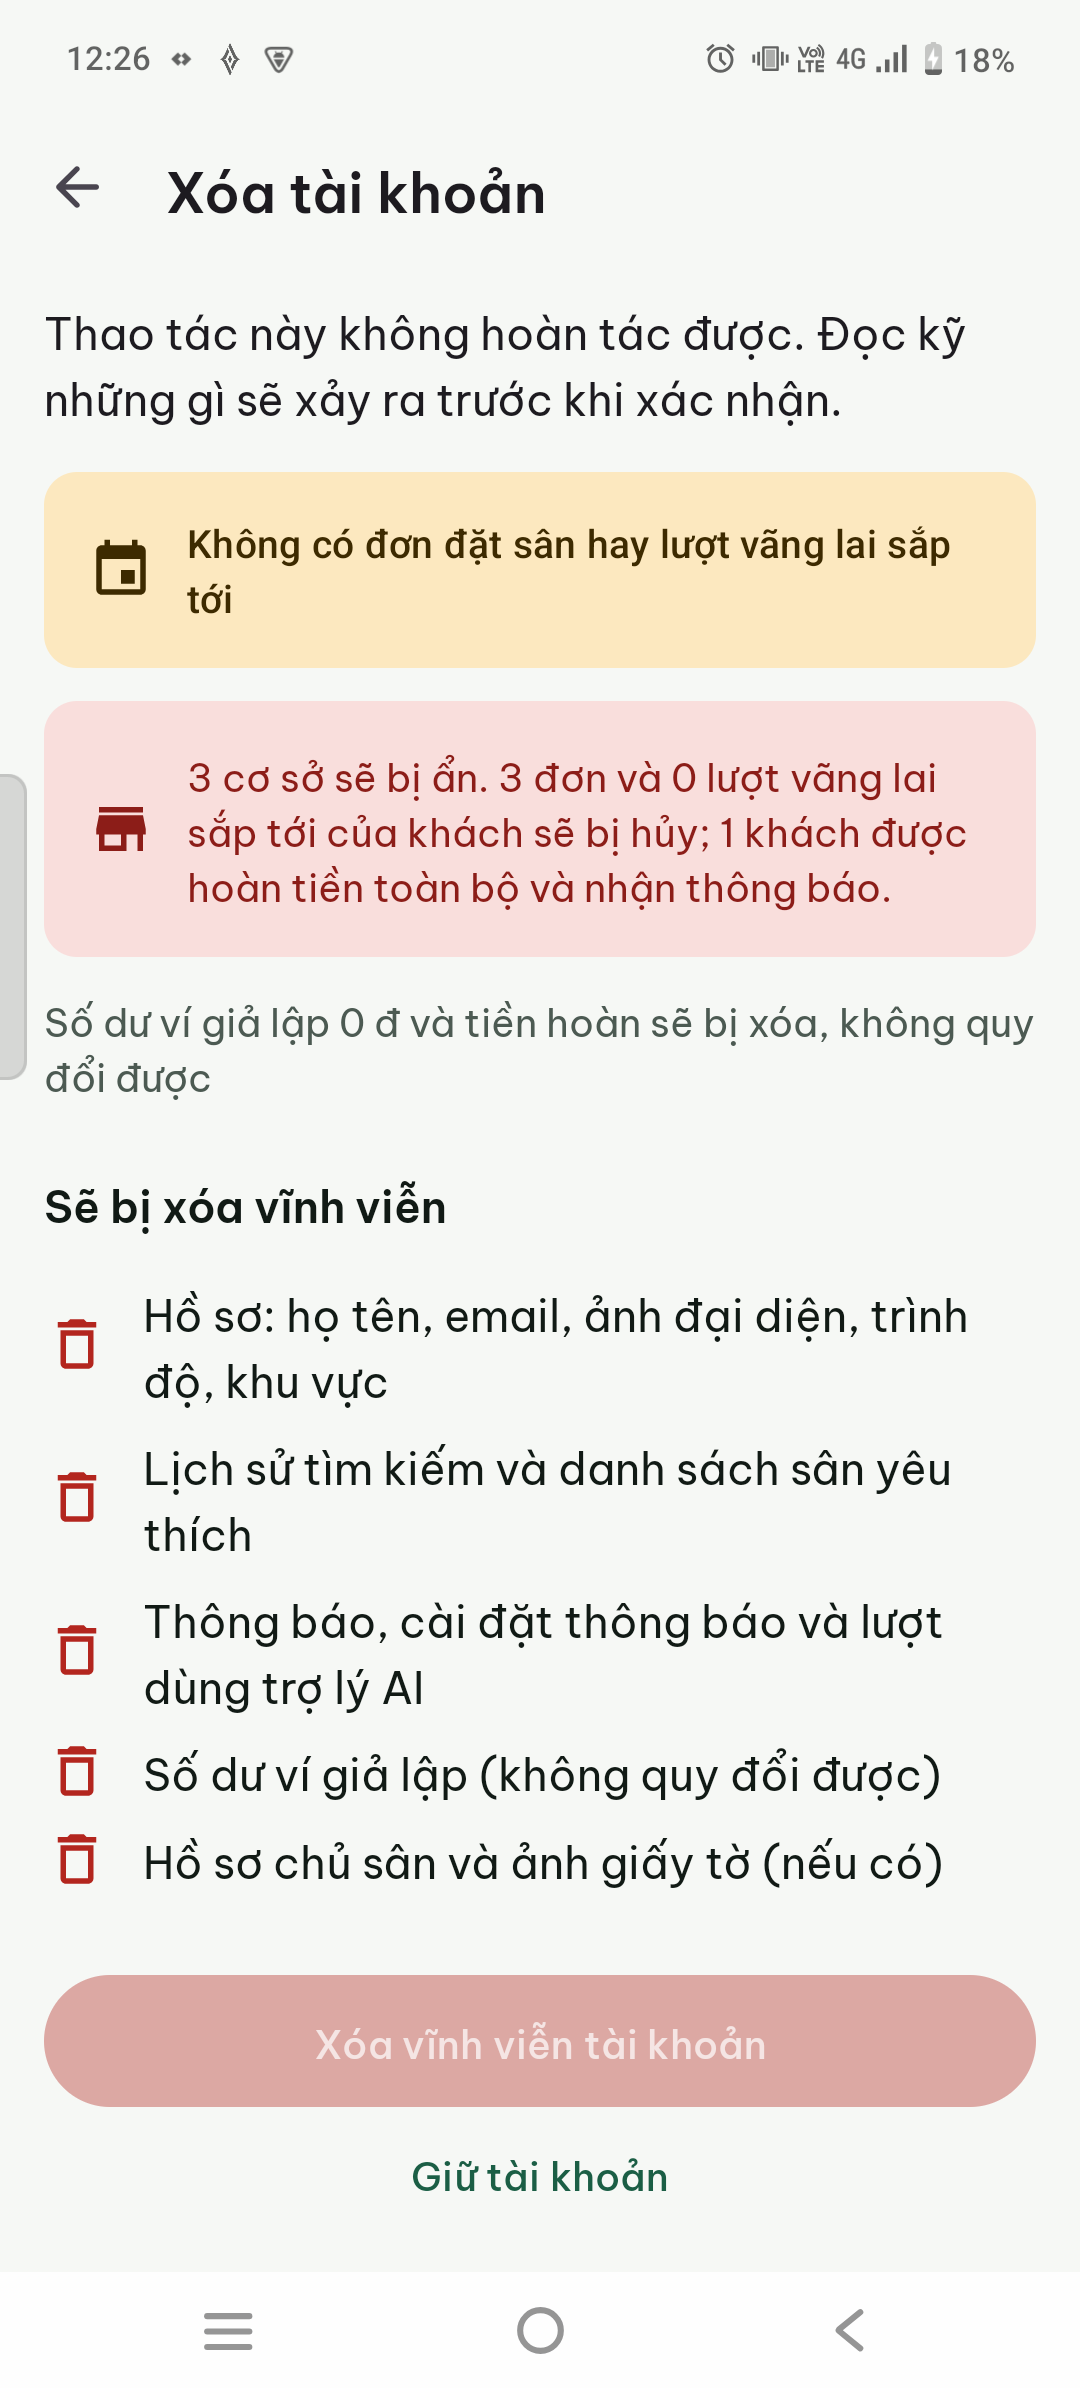 12:26
VoLTE 4G 18%
Xóa tài khoản
Thao tác này không hoàn tác được. Đọc kỹ
những gì sẽ xảy ra trước khi xác nhận.
Không có đơn đặt sân hay lượt vãng lai sắp
tới
3 cơ sở sẽ bị ẩn. 3 đơn và 0 lượt vãng lai
sắp tới của khách sẽ bị hủy; 1 khách được
hoàn tiền toàn bộ và nhận thông báo.
Số dư ví giả lập 0 đ và tiền hoàn sẽ bị xóa, không quy
đổi được
Sẽ bị xóa vĩnh viễn
Hồ sơ: họ tên, email, ảnh đại diện, trình
độ, khu vực
Lịch sử tìm kiếm và danh sách sân yêu
thích
Thông báo, cài đặt thông báo và lượt
dùng trợ lý AI
Số dư ví giả lập (không quy đổi được)
Hồ sơ chủ sân và ảnh giấy tờ (nếu có)
Xóa vĩnh viễn tài khoản
Giữ tài khoản